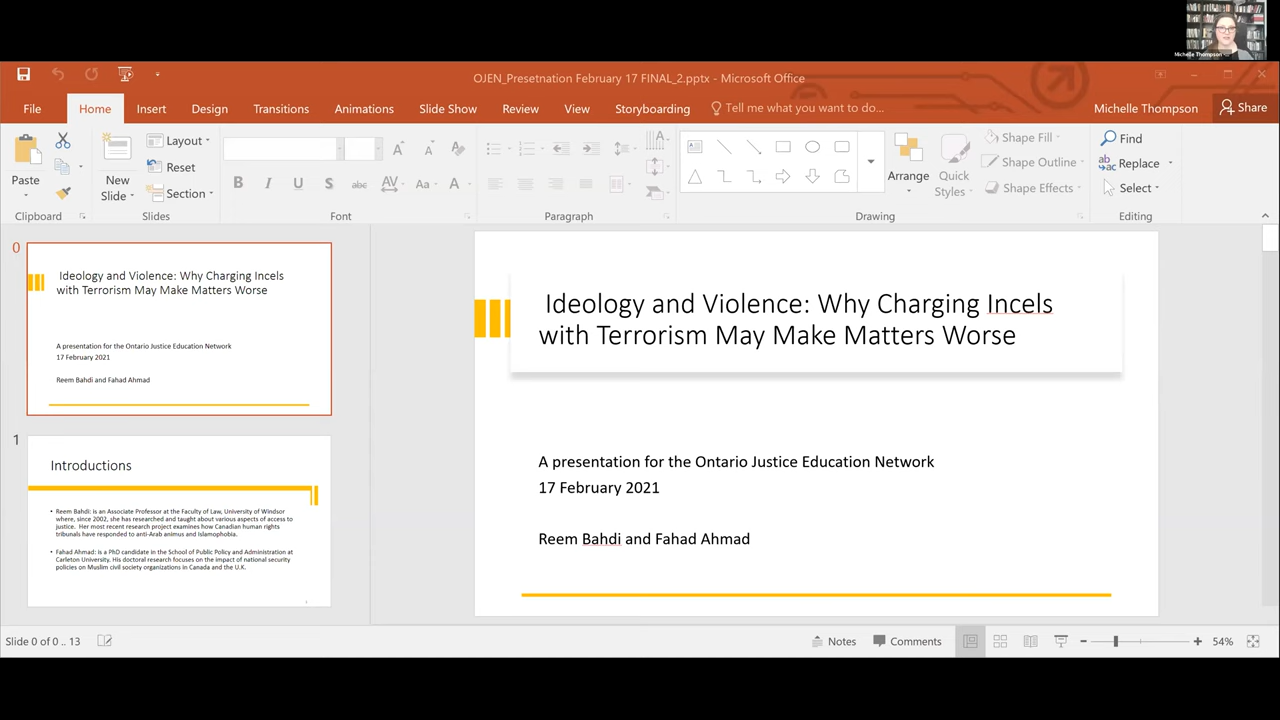 Michelle Thompson
OJEN_Presetnation February 17 FINAL_2.pptx - Microsoft Office
File Home Insert Design Transitions Animations Slide Show Review View Storyboarding Tell me what you want to do... Michelle Thompson Share
Paste
Clipboard
New Slide
Layout
Reset
Section
Slides
B I U S abc AV Aa A
Font
Paragraph
Arrange
Quick Styles
Shape Fill
Shape Outline
Shape Effects
Drawing
Find
Replace
Select
Editing
0
Ideology and Violence: Why Charging Incels
with Terrorism May Make Matters Worse
A presentation for the Ontario Justice Education Network
17 February 2021
Reem Bahdi and Fahad Ahmad
1
Introductions
• Reem Bahdi: is an Associate Professor at the Faculty of Law, University of Windsor
where, since 2002, she has researched and taught about various aspects of access to
justice. Her most recent research project examines how Canadian human rights
tribunals have responded to anti-Arab animus and Islamophobia.
• Fahad Ahmad: is a PhD candidate in the School of Public Policy and Administration at
Carleton University. His doctoral research focuses on the impact of national security
policies on Muslim civil society organizations in Canada and the U.K.
Ideology and Violence: Why Charging Incels
with Terrorism May Make Matters Worse
A presentation for the Ontario Justice Education Network
17 February 2021
Reem Bahdi and Fahad Ahmad
Slide 0 of 0 .. 13
Notes
Comments
54%